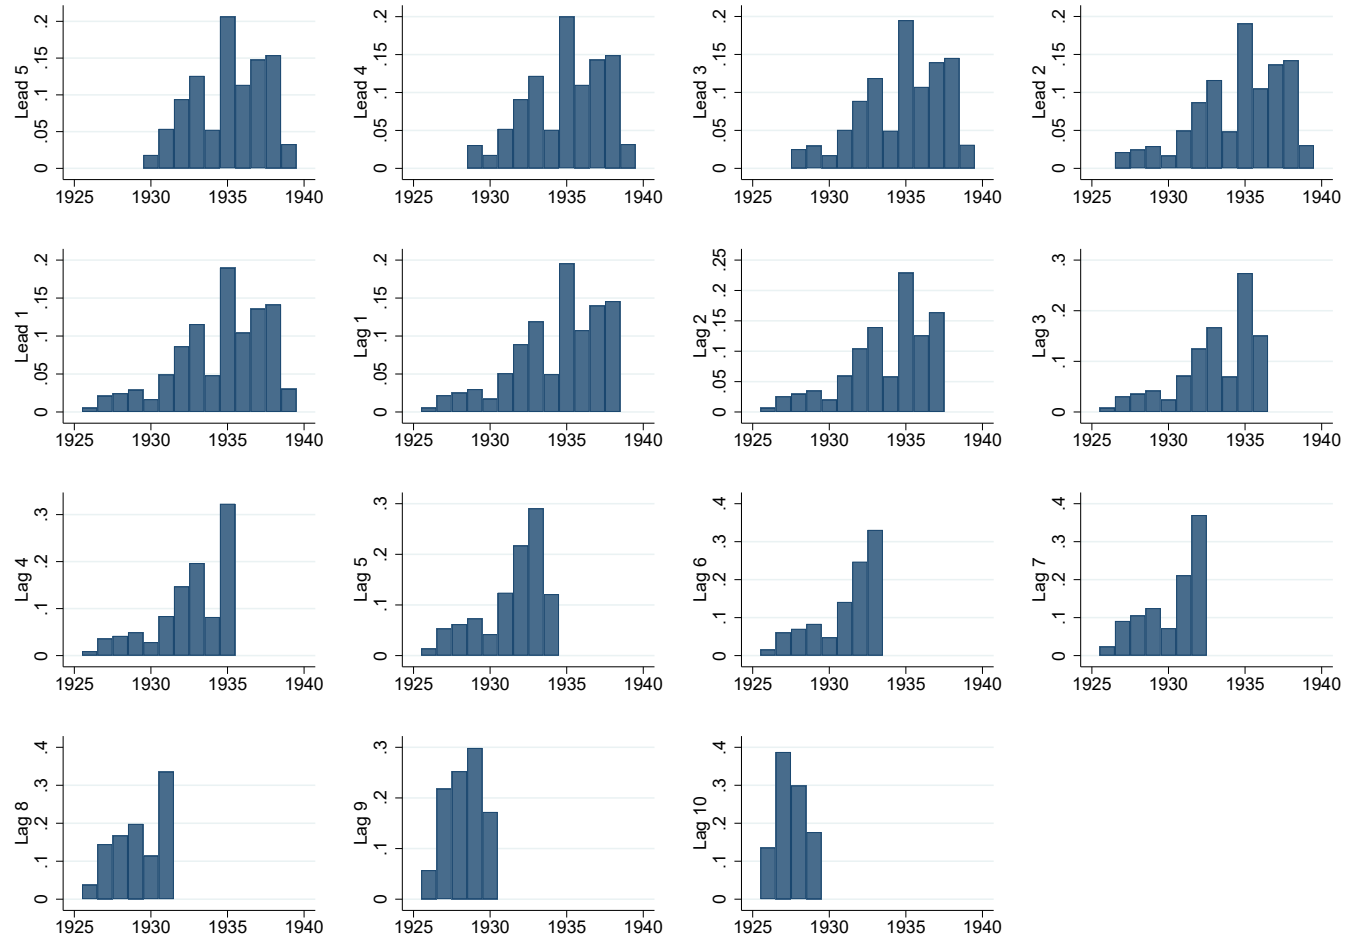 Lead 5
0 .05 .1 .15 .2
1925 1930 1935 1940
Lead 4
0 .05 .1 .15 .2
1925 1930 1935 1940
Lead 3
0 .05 .1 .15 .2
1925 1930 1935 1940
Lead 2
0 .05 .1 .15 .2
1925 1930 1935 1940
Lead 1
0 .05 .1 .15 .2
1925 1930 1935 1940
Lag 1
0 .05 .1 .15 .2
1925 1930 1935 1940
Lag 2
0 .05 .1 .15 .2 .25
1925 1930 1935 1940
Lag 3
0 .1 .2 .3
1925 1930 1935 1940
Lag 4
0 .1 .2 .3
1925 1930 1935 1940
Lag 5
0 .1 .2 .3
1925 1930 1935 1940
Lag 6
0 .1 .2 .3 .4
1925 1930 1935 1940
Lag 7
0 .1 .2 .3 .4
1925 1930 1935 1940
Lag 8
0 .1 .2 .3 .4
1925 1930 1935 1940
Lag 9
0 .1 .2 .3
1925 1930 1935 1940
Lag 10
0 .1 .2 .3 .4
1925 1930 1935 1940